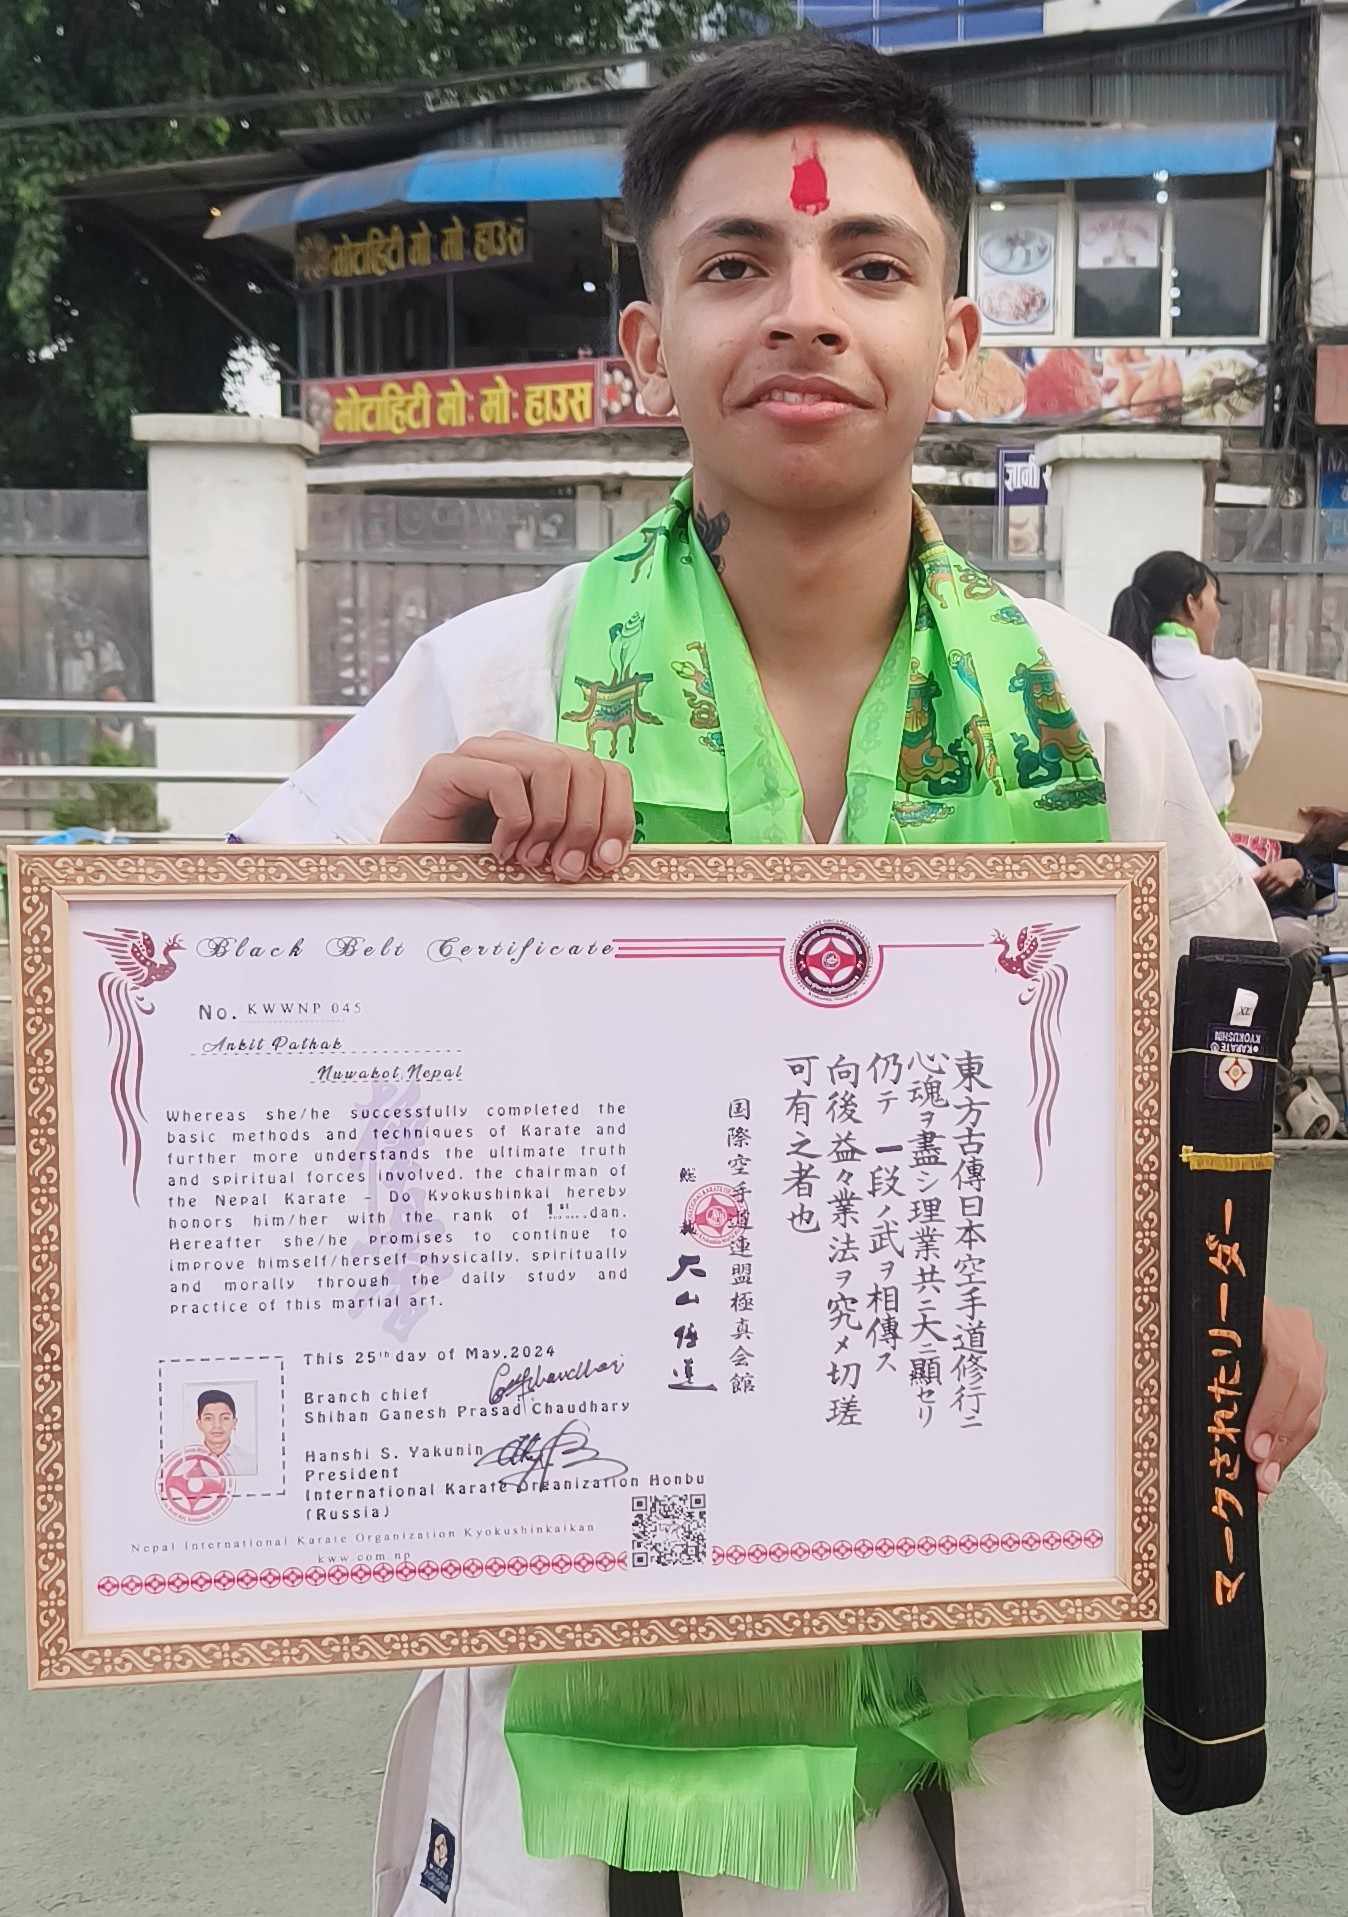 मोटाहिटी मो: मो: हाउस
मोटाहिटी मो: मो: हाउस
ज्ञानी
Black Belt Certificate
No. KWWNP 045
Ankit Pathak
Nuwakot, Nepal
Whereas she/he successfully completed the
basic methods and techniques of Karate and
further more understands the ultimate truth
and spiritual forces involved. the chairman of
the Nepal Karate - Do Kyokushinkai hereby
honors him/her with the rank of 1st dan.
Hereafter she/he promises to continue to
improve himself/herself physically, spiritually
and morally through the daily study and
practice of this martial art.
This 25th day of May.2024
Branch chief
Shihan Ganesh Prasad Chaudhary
Hanshi S. Yakunin
President
International Karate Organization Honbu
(Russia)
Nepal International Karate Organization Kyokushinkaikan
kww.com.np
東方古傳日本空手道修行ニ
心魂ヲ盡シ理業共ニ大ニ顯セリ
仍テ一段ノ武ヲ相傳ス
向後益々業法ヲ究メ切瑳
可有之者也
国際空手道連盟極真会館
大山倍達
XL
KARATE
KYOKUSHIN
マークされたリーダー